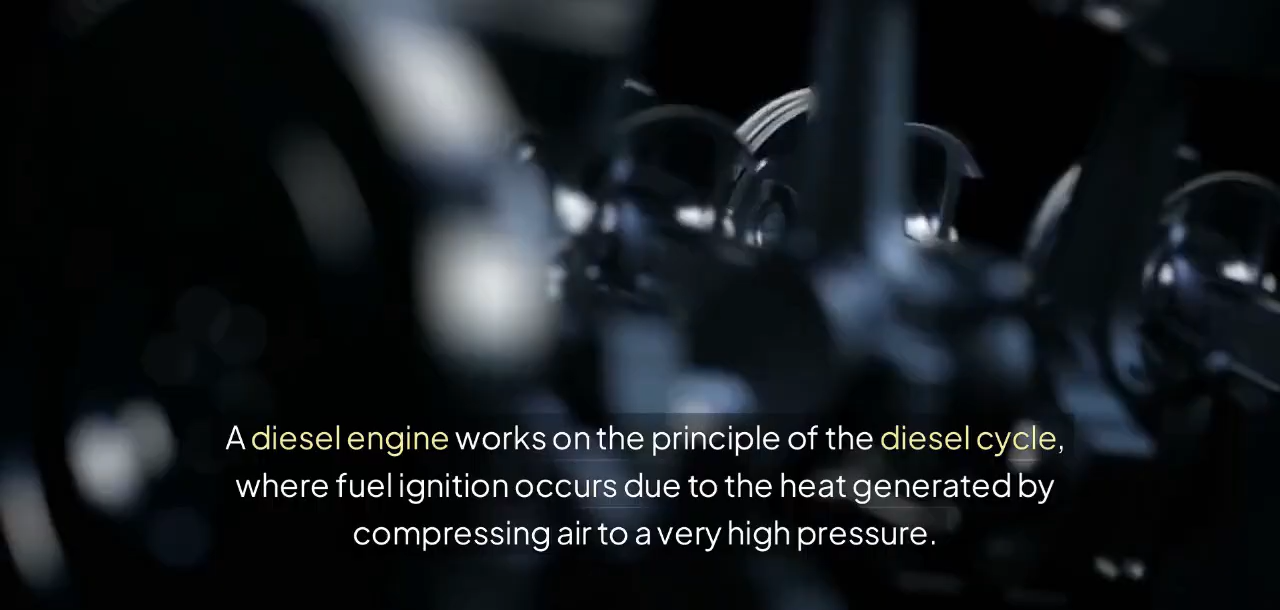 A diesel engine works on the principle of the diesel cycle,
where fuel ignition occurs due to the heat generated by
compressing air to a very high pressure.